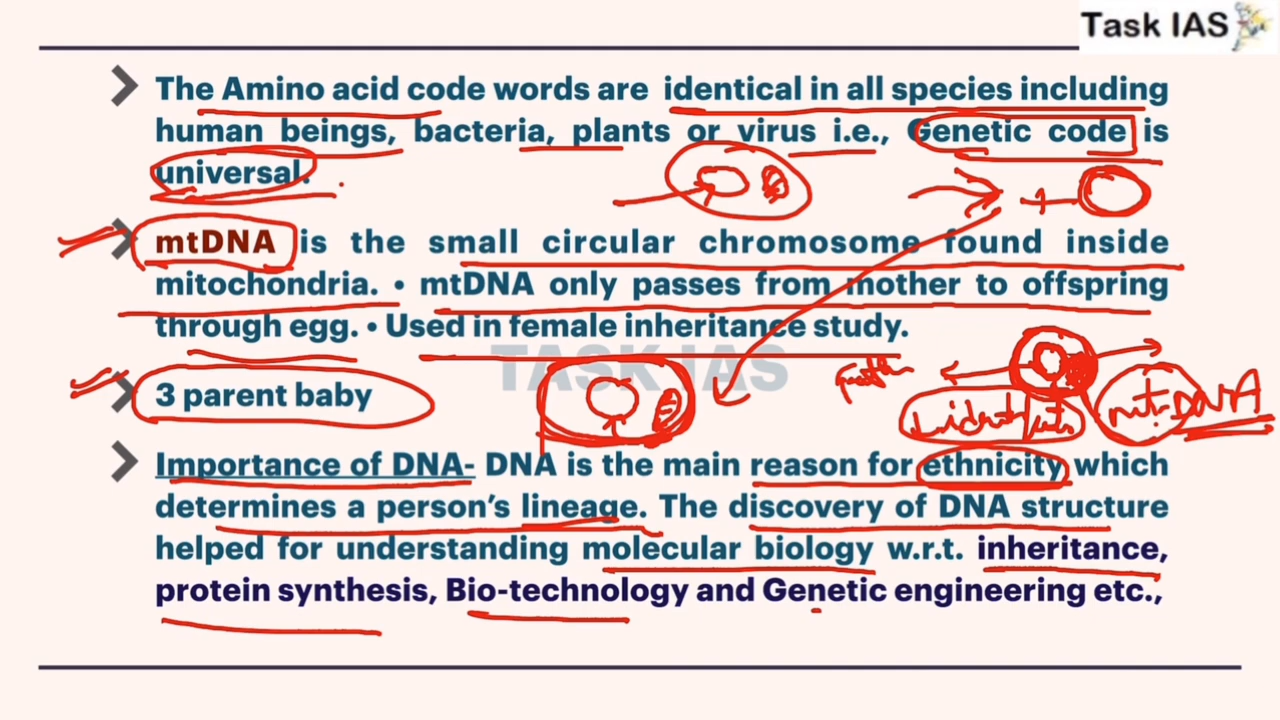 Task IAS
The Amino acid code words are identical in all species including
human beings, bacteria, plants or virus i.e., Genetic code is
universal.
mtDNA is the small circular chromosome found inside
mitochondria. • mtDNA only passes from mother to offspring
through egg. • Used in female inheritance study.
TASK IAS
3 parent baby
mt-DNA
Importance of DNA- DNA is the main reason for ethnicity which
determines a person's lineage. The discovery of DNA structure
helped for understanding molecular biology w.r.t. inheritance,
protein synthesis, Bio-technology and Genetic engineering etc.,